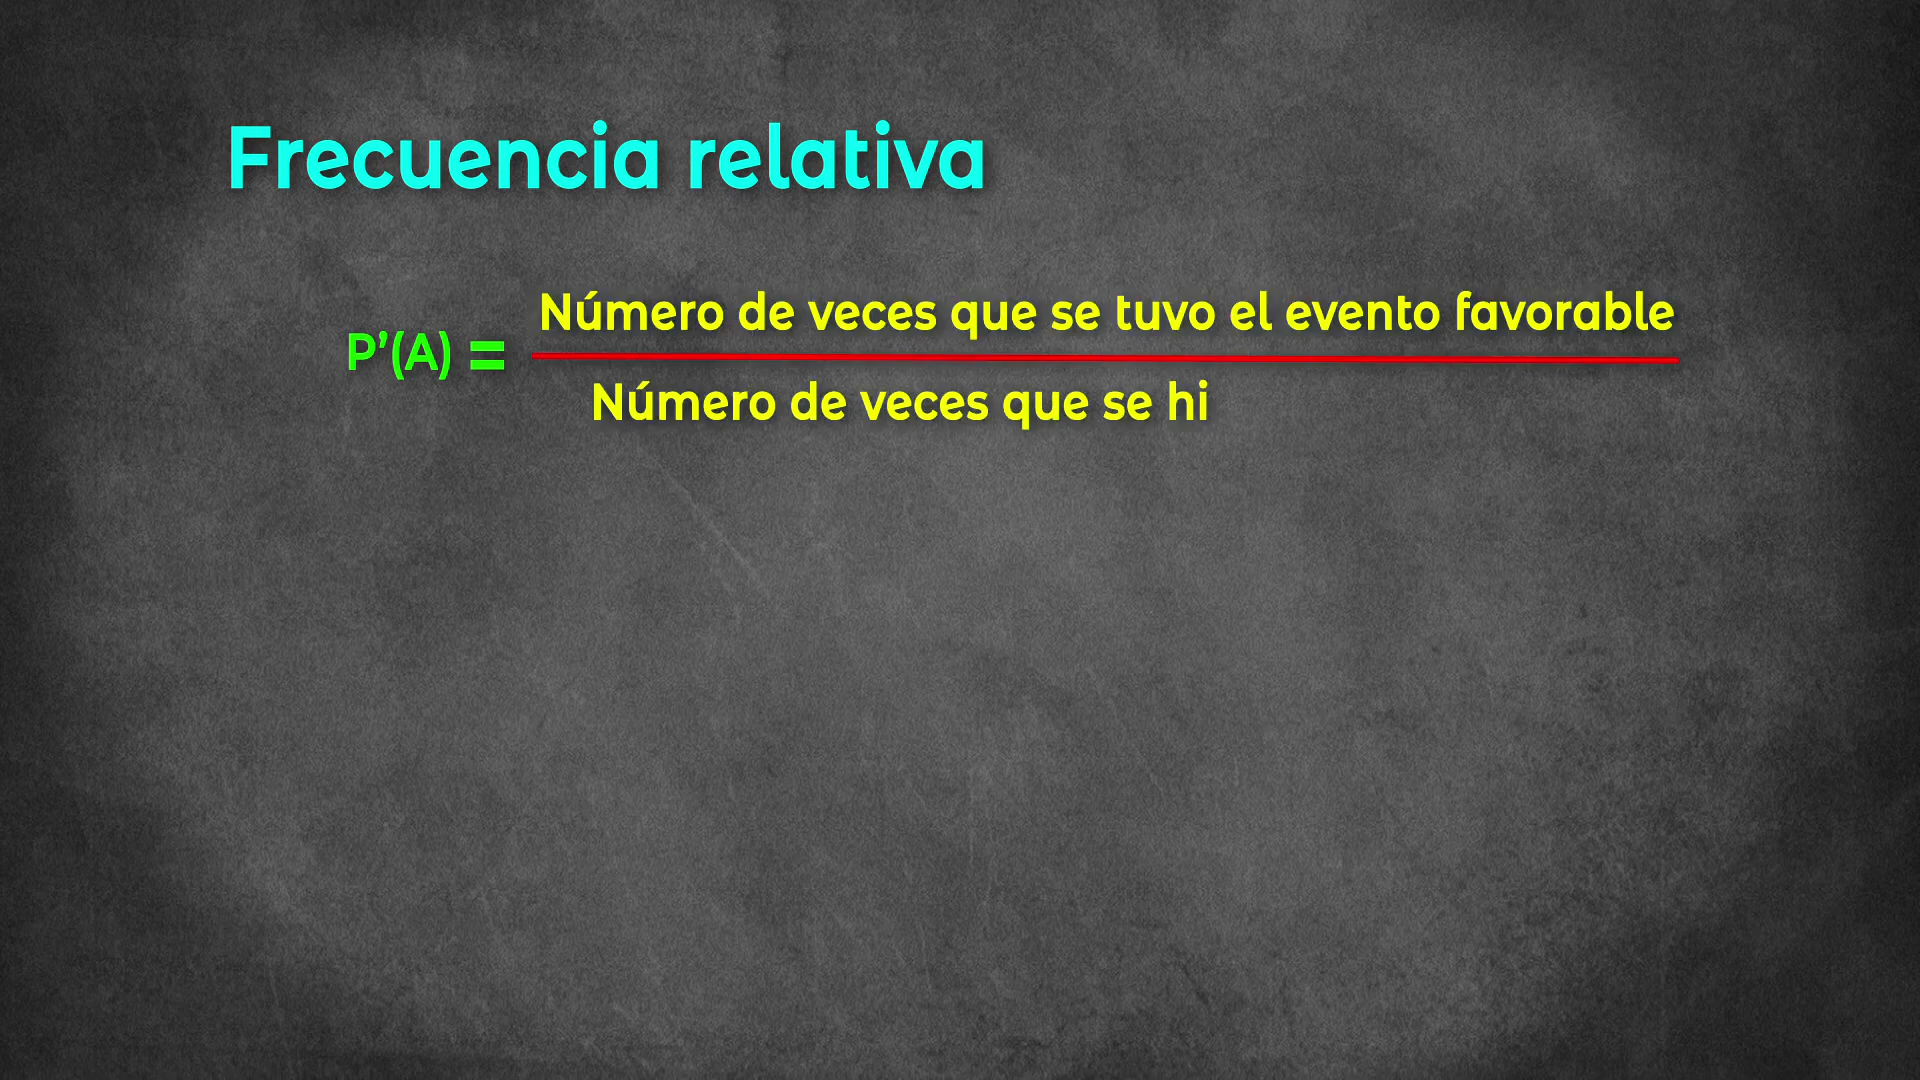 Frecuencia relativa
P’(A) =
Número de veces que se tuvo el evento favorable
Número de veces que se hi